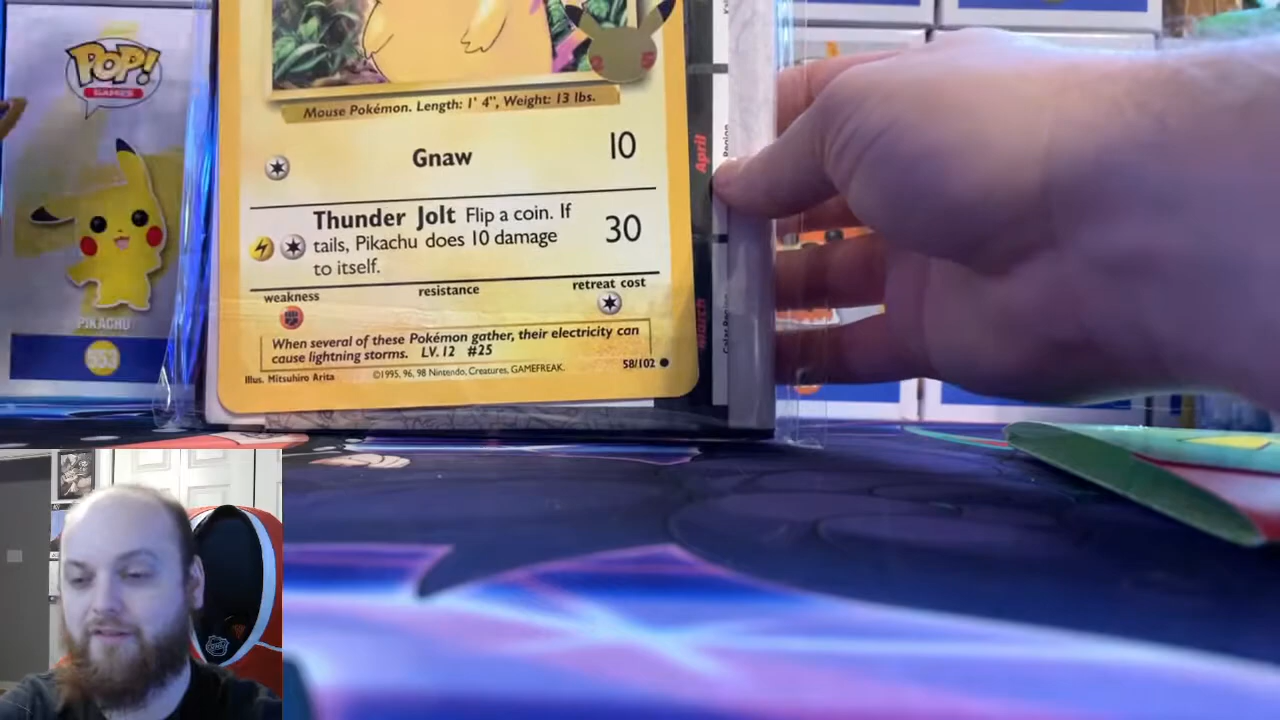 POP!
GAMES
PIKACHU
553
Mouse Pokémon. Length: 1' 4", Weight: 13 lbs.
Gnaw 10
Thunder Jolt Flip a coin. If
tails, Pikachu does 10 damage
to itself.
30
weakness resistance retreat cost
When several of these Pokémon gather, their electricity can
cause lightning storms. LV. 12 #25
58/102
Illus. Mitsuhiro Arita ©1995, 96, 98 Nintendo, Creatures, GAMEFREAK.
April
March
Region
NHL